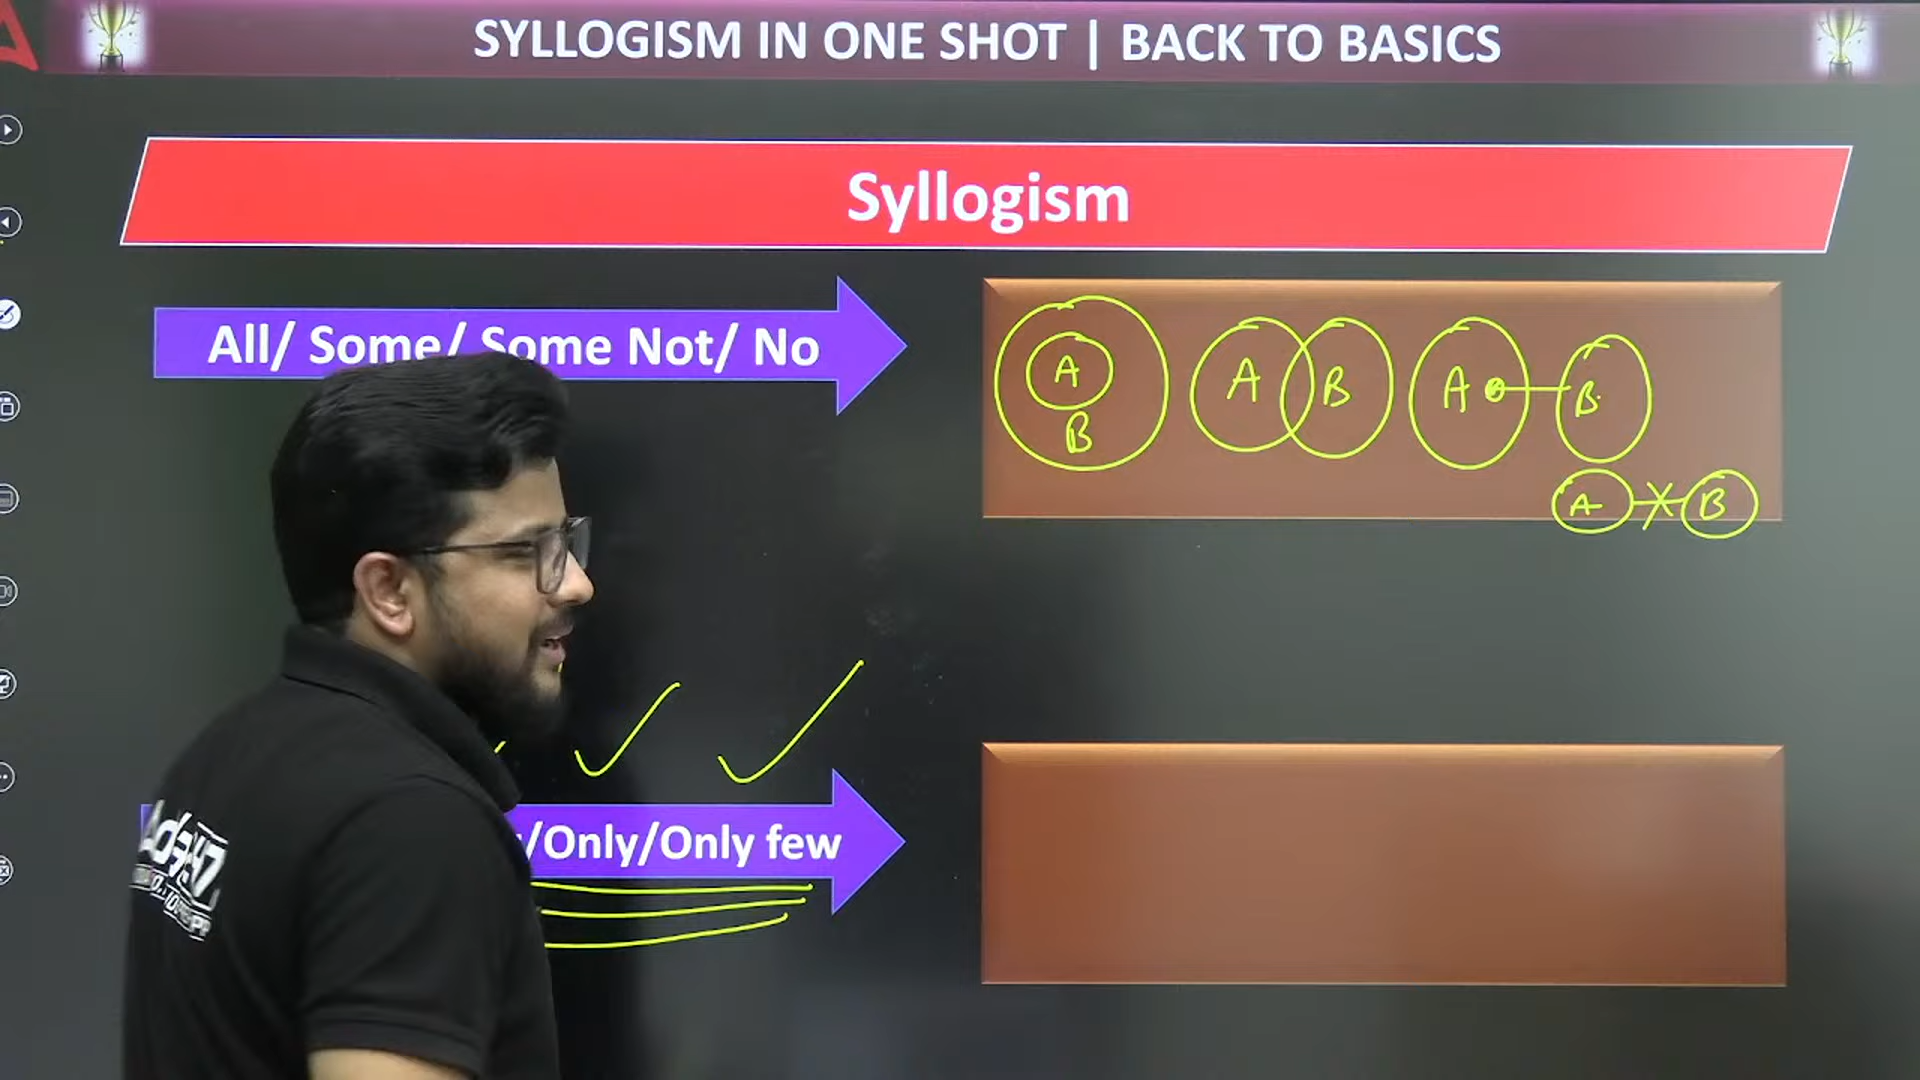 SYLLOGISM IN ONE SHOT | BACK TO BASICS
Syllogism
All/ Some/ Some Not/ No
A
B
A B
A B
A B
/Only/Only few